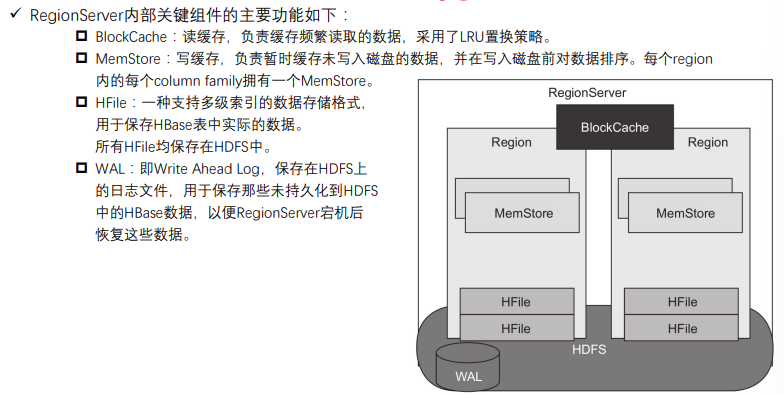 ✓ RegionServer内部关键组件的主要功能如下：
BlockCache：读缓存，负责缓存频繁读取的数据，采用了LRU置换策略。
MemStore：写缓存，负责暂时缓存未写入磁盘的数据，并在写入磁盘前对数据排序。每个region
内的每个column family拥有一个MemStore。
HFile：一种支持多级索引的数据存储格式，
用于保存HBase表中实际的数据。
所有HFile均保存在HDFS中。
WAL：即Write Ahead Log，保存在HDFS上
的日志文件，用于保存那些未持久化到HDFS
中的HBase数据，以便RegionServer宕机后
恢复这些数据。
RegionServer
BlockCache
Region
Region
MemStore
MemStore
HFile
HFile
HFile
HFile
HDFS
WAL